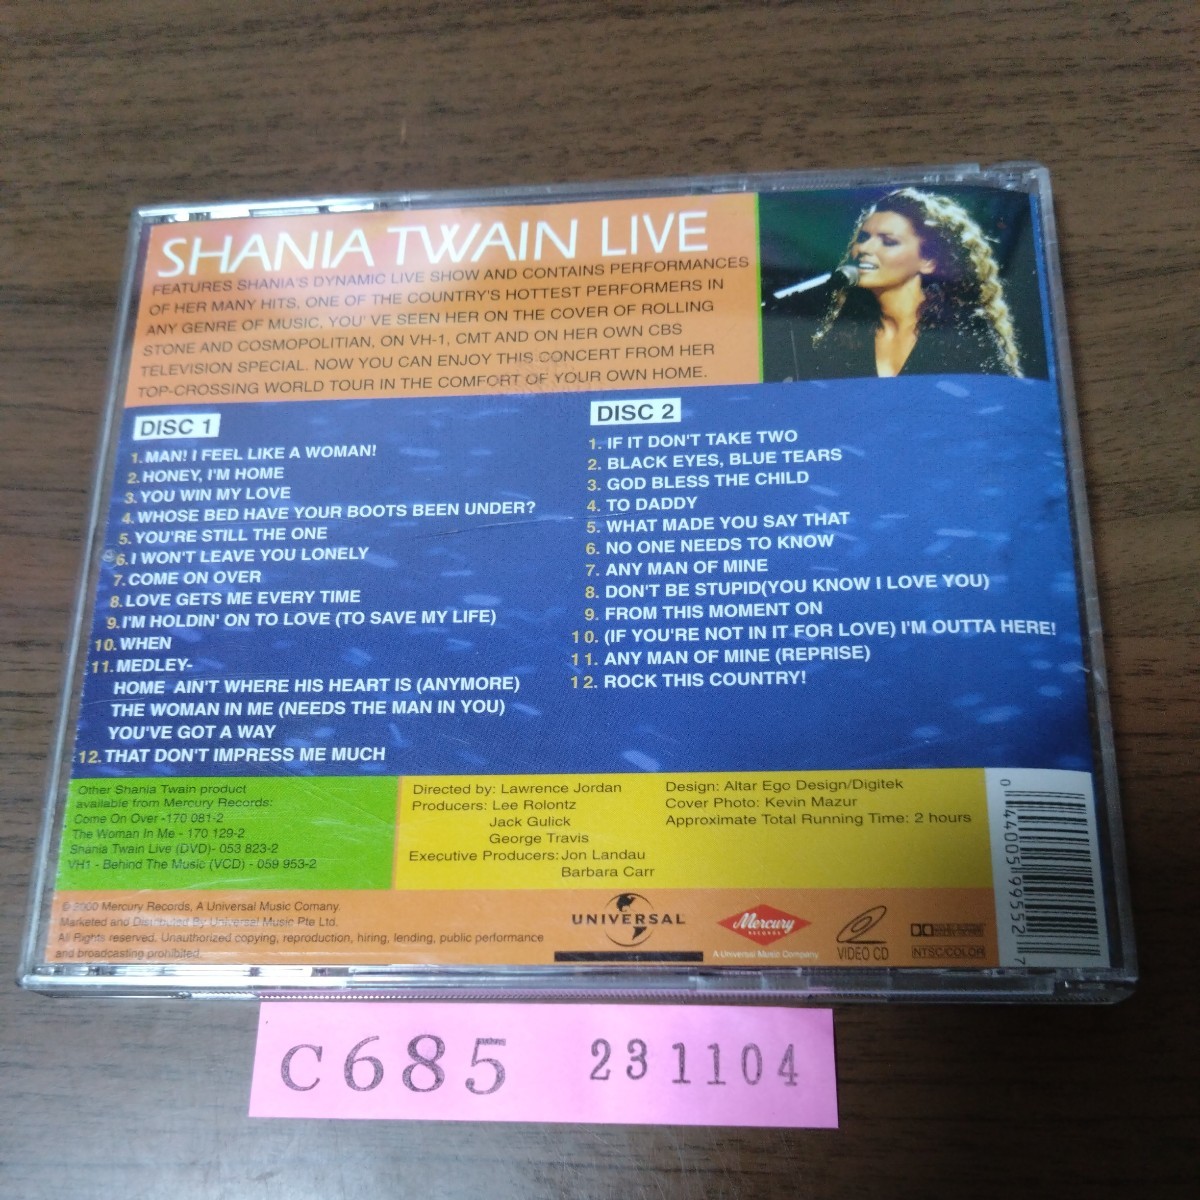 SHANIA TWAIN LIVE
FEATURES SHANIA'S DYNAMIC LIVE SHOW AND CONTAINS PERFORMANCES
OF HER MANY HITS, ONE OF THE COUNTRY'S HOTTEST PERFORMERS IN
ANY GENRE OF MUSIC, YOU' VE SEEN HER ON THE COVER OF ROLLING
STONE AND COSMOPOLITIAN, ON VH-1, CMT AND ON HER OWN CBS
TELEVISION SPECIAL. NOW YOU CAN ENJOY THIS CONCERT FROM HER
TOP-CROSSING WORLD TOUR IN THE COMFORT OF YOUR OWN HOME.
DISC 1
1. MAN! I FEEL LIKE A WOMAN!
2. HONEY, I'M HOME
3. YOU WIN MY LOVE
4. WHOSE BED HAVE YOUR BOOTS BEEN UNDER?
5. YOU'RE STILL THE ONE
6. I WON'T LEAVE YOU LONELY
7. COME ON OVER
8. LOVE GETS ME EVERY TIME
9. I'M HOLDIN' ON TO LOVE (TO SAVE MY LIFE)
10. WHEN
11. MEDLEY-
HOME AIN'T WHERE HIS HEART IS (ANYMORE)
THE WOMAN IN ME (NEEDS THE MAN IN YOU)
YOU'VE GOT A WAY
12. THAT DON'T IMPRESS ME MUCH
DISC 2
1. IF IT DON'T TAKE TWO
2. BLACK EYES, BLUE TEARS
3. GOD BLESS THE CHILD
4. TO DADDY
5. WHAT MADE YOU SAY THAT
6. NO ONE NEEDS TO KNOW
7. ANY MAN OF MINE
8. DON'T BE STUPID(YOU KNOW I LOVE YOU)
9. FROM THIS MOMENT ON
10. (IF YOU'RE NOT IN IT FOR LOVE) I'M OUTTA HERE!
11. ANY MAN OF MINE (REPRISE)
12. ROCK THIS COUNTRY!
Other Shania Twain product
available from Mercury Records:
Come On Over -170 081-2
The Woman In Me - 170 129-2
Shania Twain Live (DVD)- 053 823-2
VH1 - Behind The Music (VCD) - 059 953-2
Directed by: Lawrence Jordan
Producers: Lee Rolontz
Jack Gulick
George Travis
Executive Producers: Jon Landau
Barbara Carr
Design: Altar Ego Design/Digitek
Cover Photo: Kevin Mazur
Approximate Total Running Time: 2 hours
0 44005 99552 7
© 2000 Mercury Records, A Universal Music Comany.
Marketed and Distributed By Universal Music Pte Ltd.
All Rights reserved. Unauthorized copying, reproduction, hiring, lending, public performance
and broadcasting prohibited.
UNIVERSAL
Mercury
RECORDS
A Universal Music Company
VIDEO CD
NTSC/COLOR
C685 231104